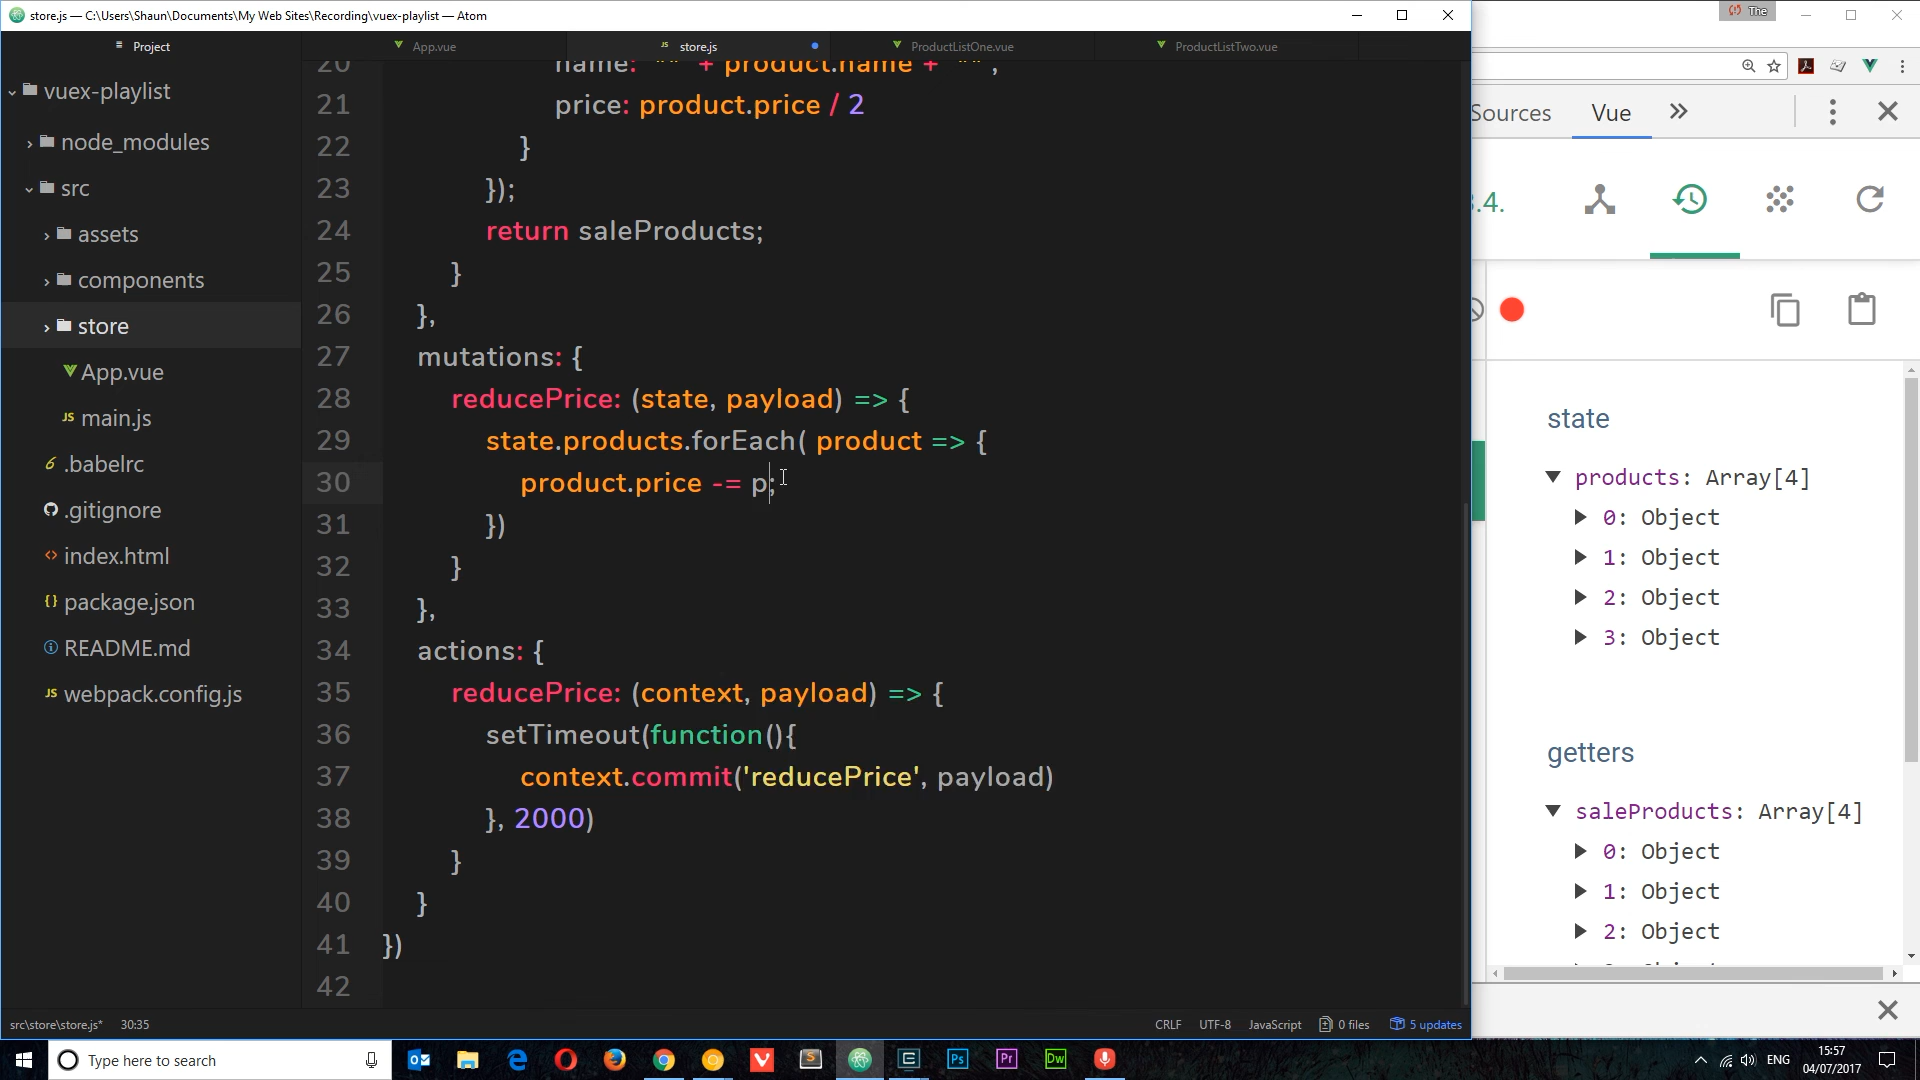 store.js — C:\Users\Shaun\Documents\My Web Sites\Recording\vuex-playlist — Atom
The
Project
App.vue
store.js
ProductListOne.vue
ProductListTwo.vue
vuex-playlist
node_modules
src
assets
components
store
App.vue
main.js
.babelrc
.gitignore
index.html
package.json
README.md
webpack.config.js
20 name: "" + product.name + "",
21 price: product.price / 2
22 }
23 });
24 return saleProducts;
25 }
26 },
27 mutations: {
28 reducePrice: (state, payload) => {
29 state.products.forEach( product => {
30 product.price -= p;
31 })
32 }
33 },
34 actions: {
35 reducePrice: (context, payload) => {
36 setTimeout(function(){
37 context.commit('reducePrice', payload)
38 }, 2000)
39 }
40 }
41 })
42
src\store\store.js* 30:35
CRLF UTF-8 JavaScript 0 files 5 updates
Sources Vue »
3.4.
state
products: Array[4]
0: Object
1: Object
2: Object
3: Object
getters
saleProducts: Array[4]
0: Object
1: Object
2: Object
Type here to search
ENG
15:57
04/07/2017